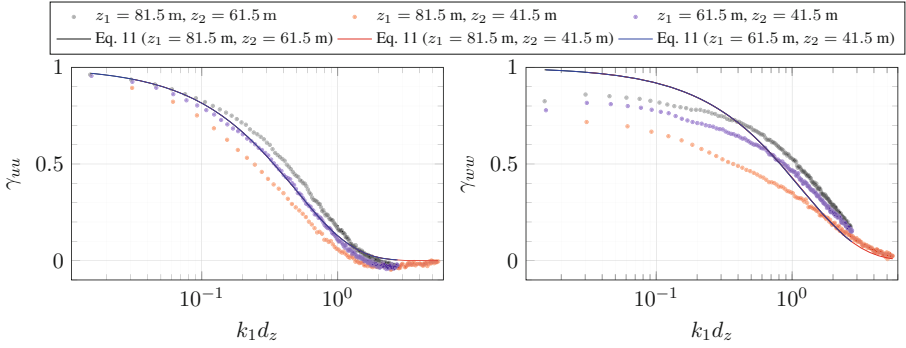 z₁ = 81.5 m, z₂ = 61.5 m z₁ = 81.5 m, z₂ = 41.5 m z₁ = 61.5 m, z₂ = 41.5 m
Eq. 11 (z₁ = 81.5 m, z₂ = 61.5 m) Eq. 11 (z₁ = 81.5 m, z₂ = 41.5 m) Eq. 11 (z₁ = 61.5 m, z₂ = 41.5 m)
1
0.5
0
γuu
10⁻¹ 10⁰
k₁dz
1
0.5
0
γww
10⁻¹ 10⁰
k₁dz